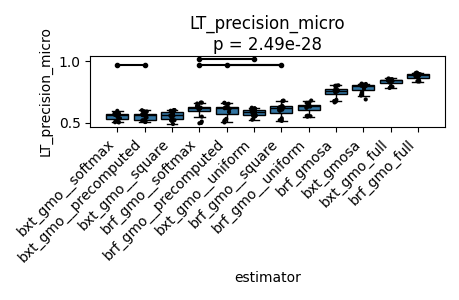 LT_precision_micro
p = 2.49e-28
LT_precision_micro
1.0
0.5
bxt_gmo__softmax
bxt_gmo__precomputed
bxt_gmo__square
brf_gmo__softmax
brf_gmo__precomputed
bxt_gmo__uniform
brf_gmo__square
brf_gmo__uniform
brf_gmosa
bxt_gmosa
bxt_gmo_full
brf_gmo_full
estimator